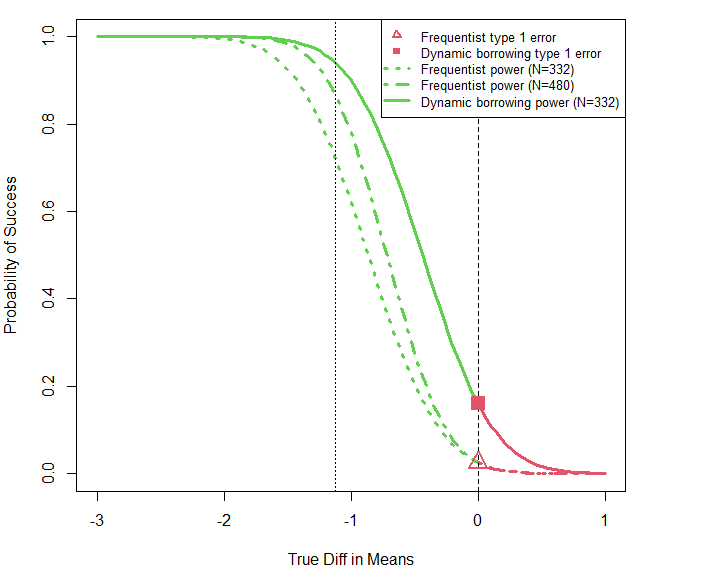 Frequentist type 1 error
Dynamic borrowing type 1 error
Frequentist power (N=332)
Frequentist power (N=480)
Dynamic borrowing power (N=332)
Probability of Success
1.0
0.8
0.6
0.4
0.2
0.0
-3 -2 -1 0 1
True Diff in Means